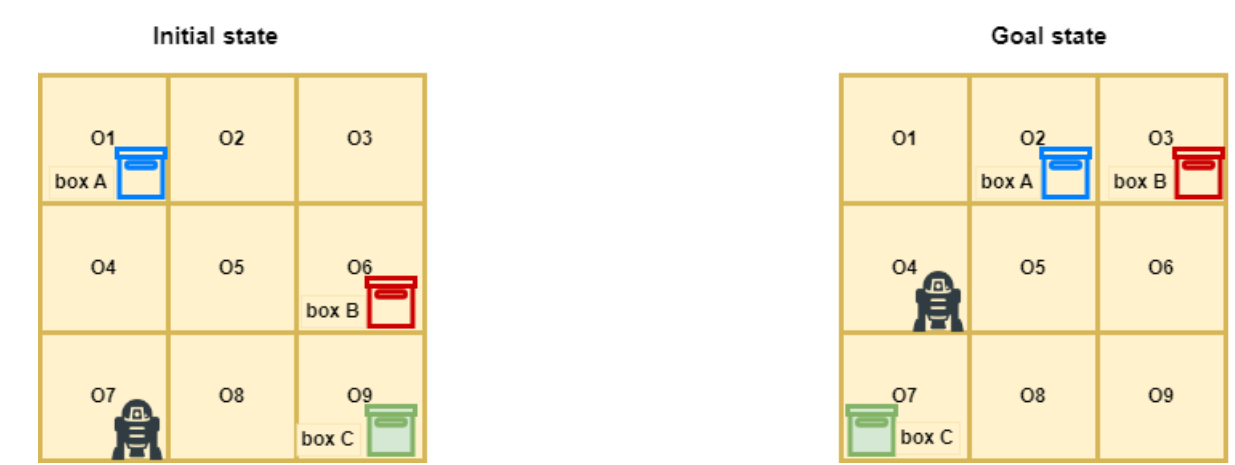 Initial state
O1
O2
O3
box A
O4
O5
O6
box B
O7
O8
O9
box C
Goal state
O1
O2
O3
box A
box B
O4
O5
O6
O7
O8
O9
box C